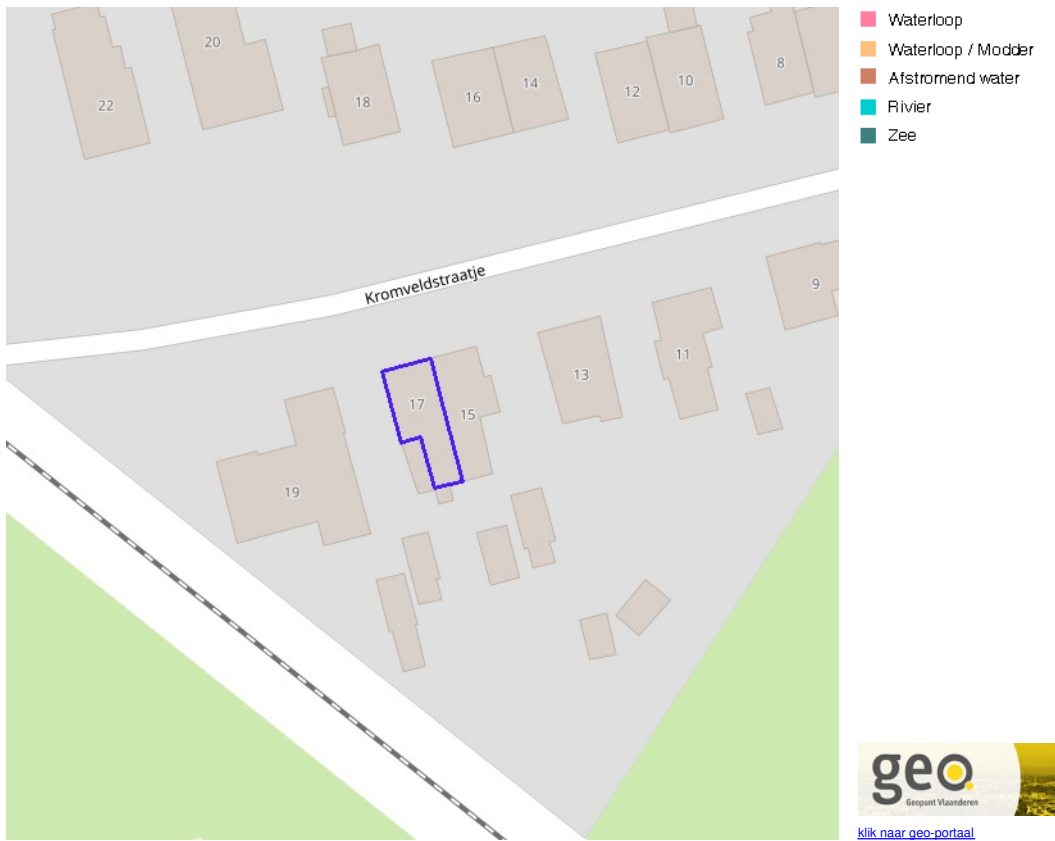 20
22
18
16
14
12
10
8
Kromveldstraatje
9
11
13
17
15
19
Waterloop
Waterloop / Modder
Afstromend water
Rivier
Zee
geo
Geopunt Vlaanderen
klik naar geo-portaal